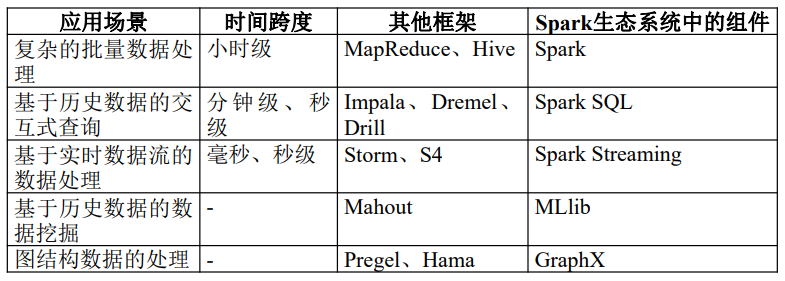 应用场景 时间跨度 其他框架 Spark生态系统中的组件
复杂的批量数据处 小时级 MapReduce、Hive Spark
理
基于历史数据的交 分钟级、秒 Impala、Dremel、 Spark SQL
互式查询 级 Drill
基于实时数据流的 毫秒、秒级 Storm、S4 Spark Streaming
数据处理
基于历史数据的数 - Mahout MLlib
据挖掘
图结构数据的处理 - Pregel、Hama GraphX